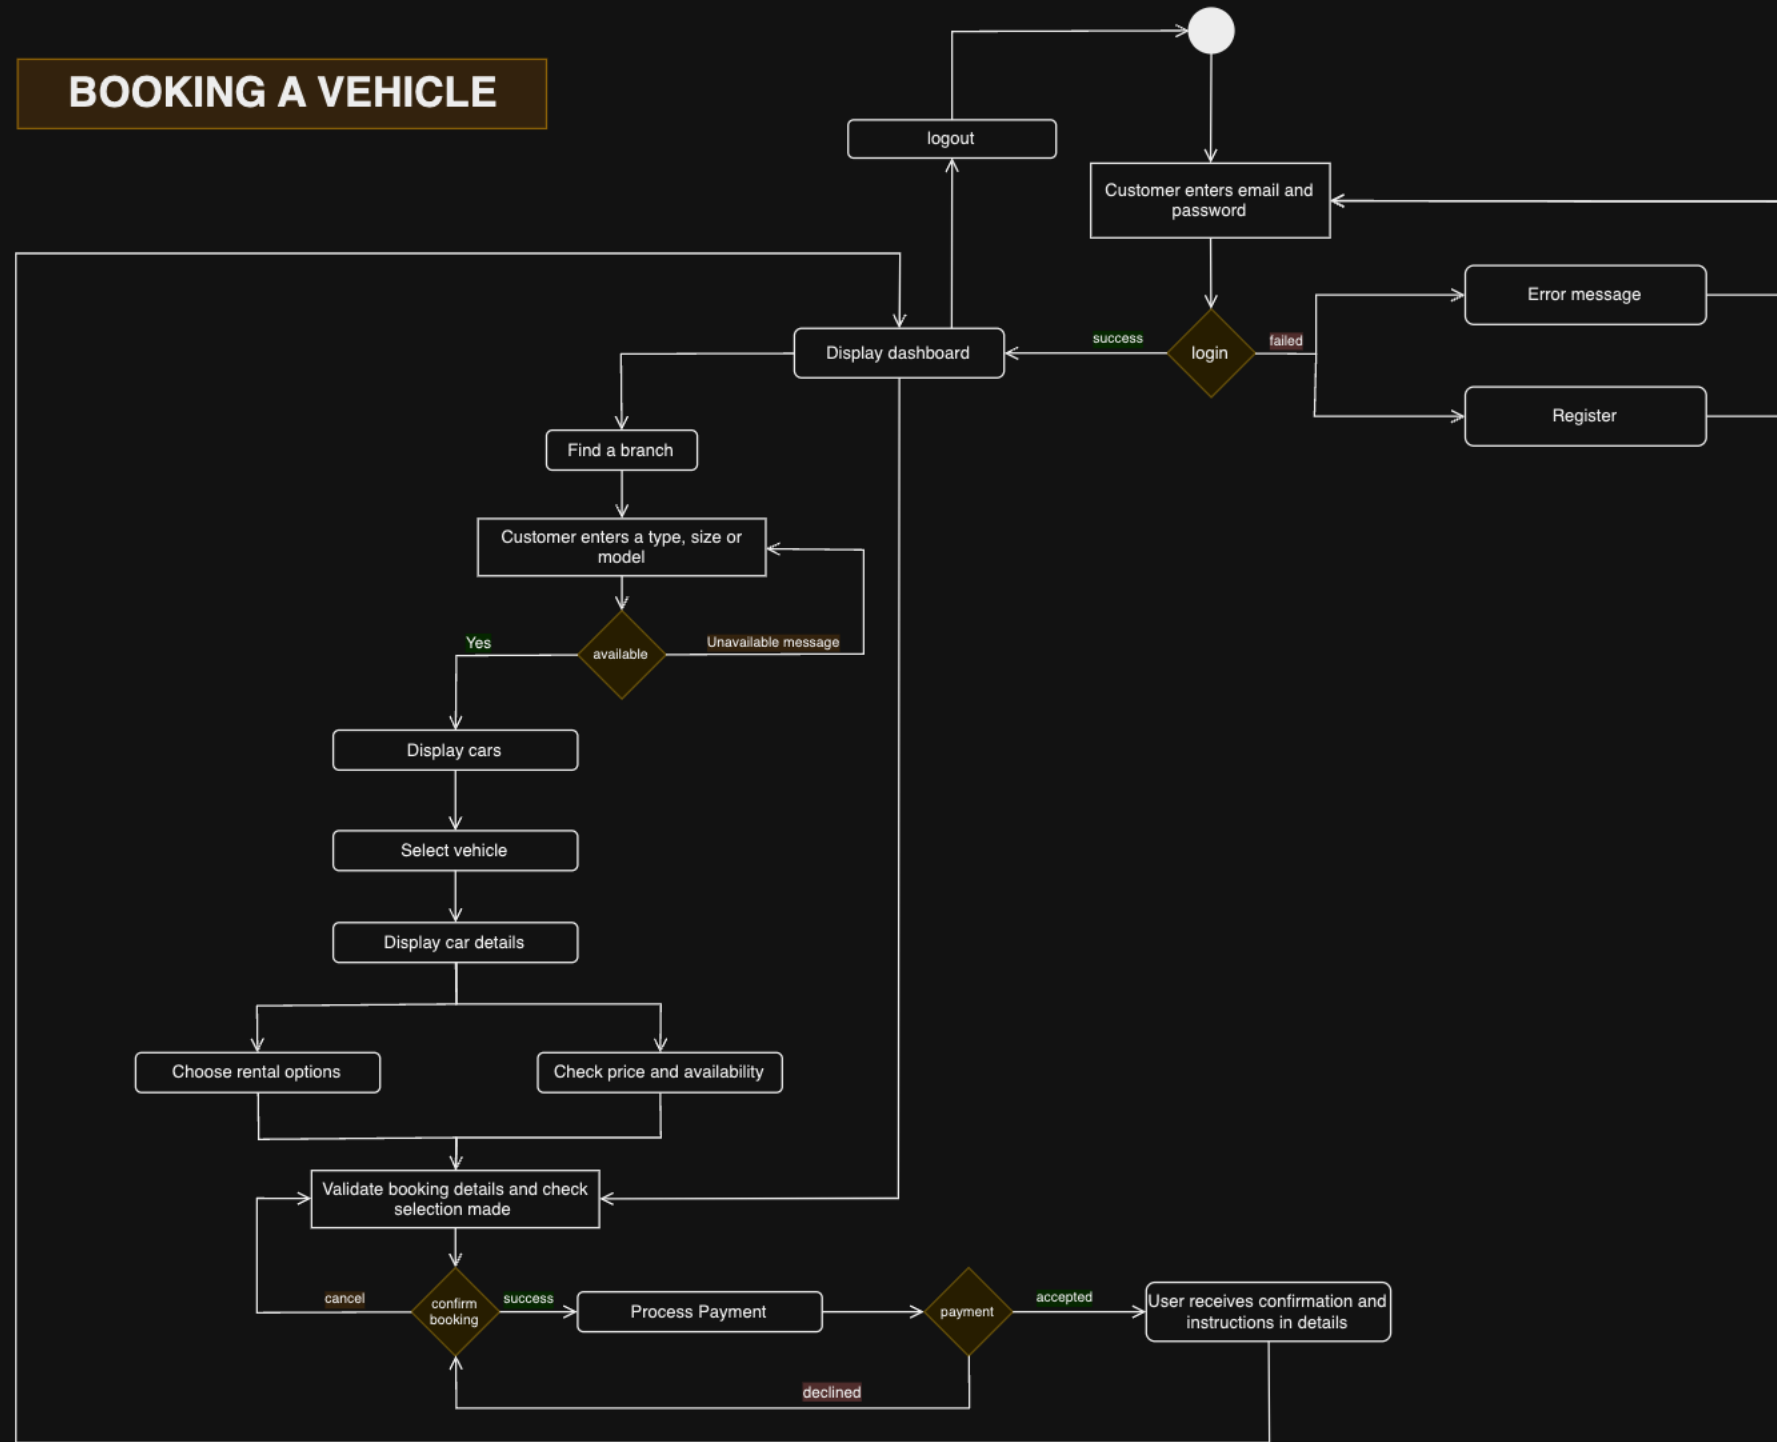 BOOKING A VEHICLE
logout
Customer enters email and
password
Error message
success
login
failed
Display dashboard
Register
Find a branch
Customer enters a type, size or
model
Yes
available
Unavailable message
Display cars
Select vehicle
Display car details
Choose rental options
Check price and availability
Validate booking details and check
selection made
cancel
confirm
booking
success
Process Payment
payment
accepted
User receives confirmation and
instructions in details
declined